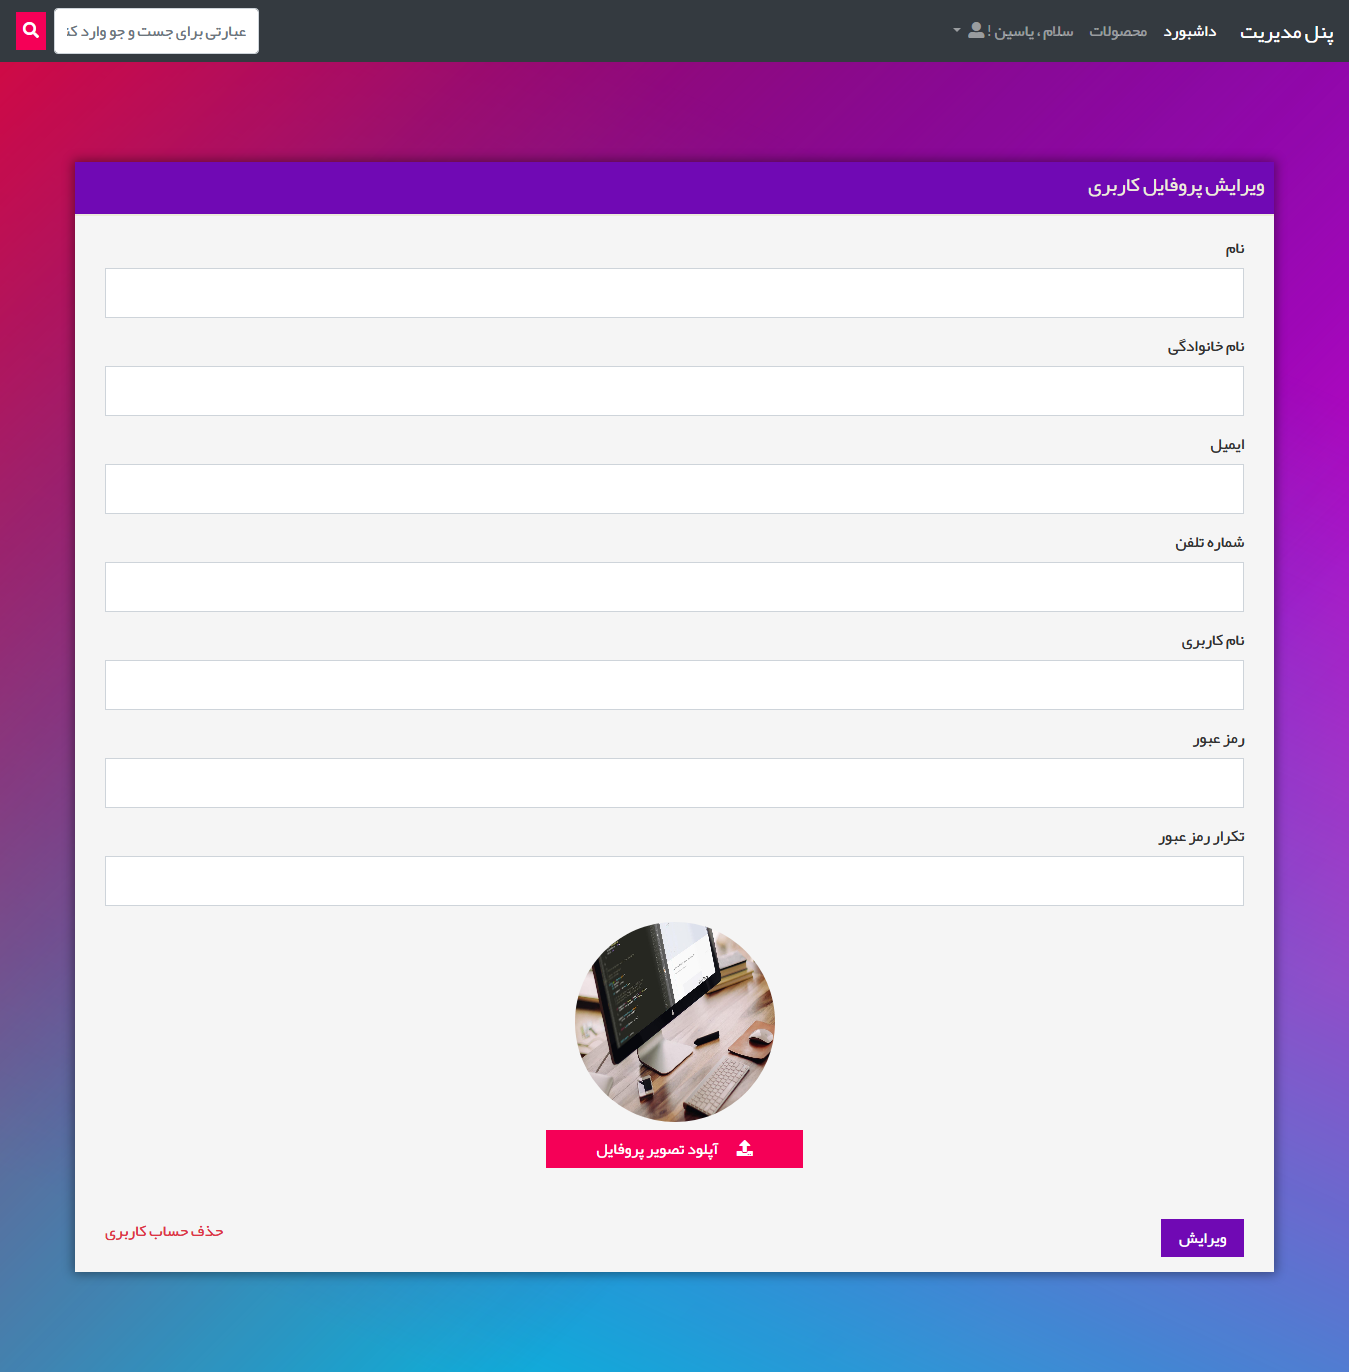 پنل مدیریت داشبورد محصولات سلام ، یاسین ! عبارتی برای جست و جو وارد کن
ویرایش پروفایل کاربری
نام
نام خانوادگی
ایمیل
شماره تلفن
نام کاربری
رمز عبور
تکرار رمز عبور
آپلود تصویر پروفایل
ویرایش حذف حساب کاربری